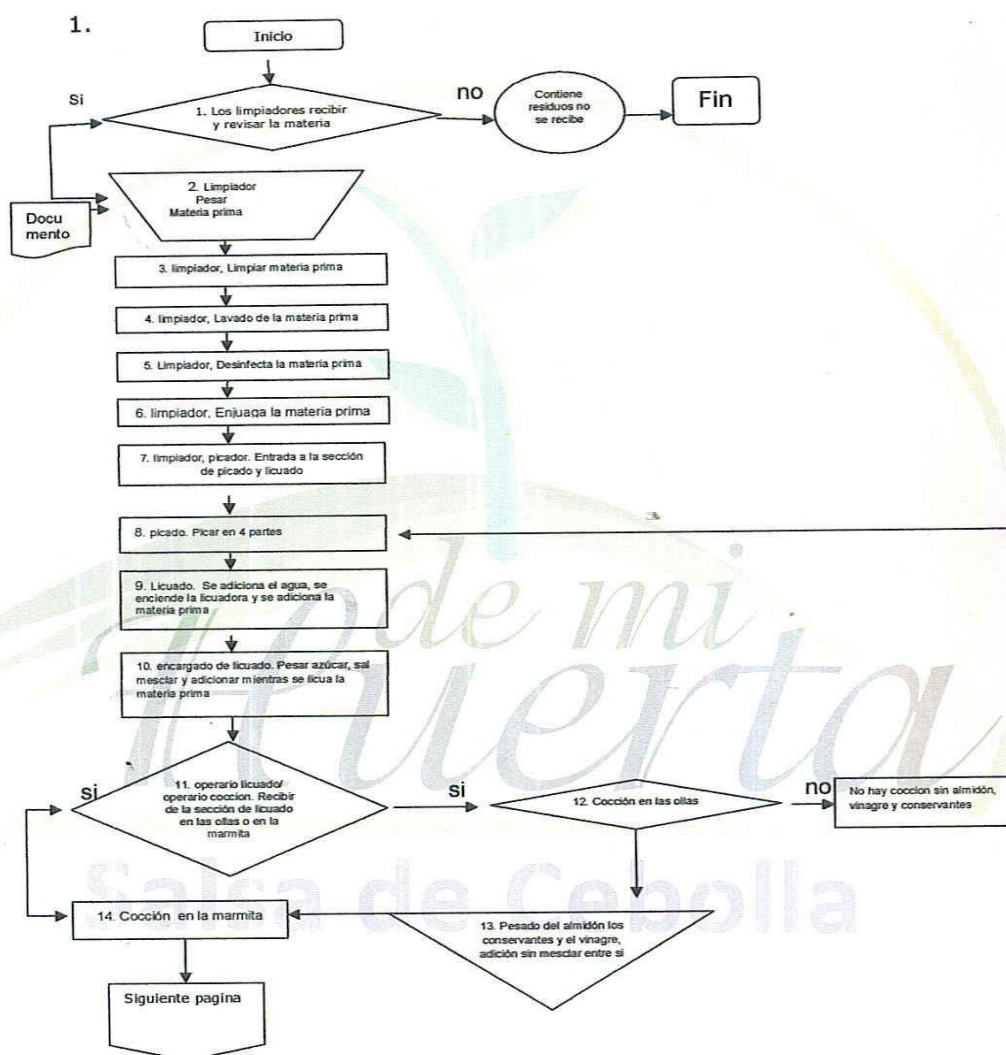 1.
Inicio
Si
1. Los limpiadores recibir
y revisar la materia
no
Contiene
residuos no
se recibe
Fin
2. Limpiador
Pesar
Materia prima
Docu
mento
3. limpiador, Limpiar materia prima
4. limpiador, Lavado de la materia prima
5. Limpiador, Desinfecta la materia prima
6. limpiador, Enjuaga la materia prima
7. limpiador, picador. Entrada a la sección
de picado y licuado
8. picado. Picar en 4 partes
9. Licuado. Se adiciona el agua, se
enciende la licuadora y se adiciona la
materia prima
10. encargado de licuado. Pesar azúcar, sal
mesclar y adicionar mientras se licua la
materia prima
si
11. operario licuado/
operario coccion. Recibir
de la sección de licuado
en las ollas o en la
marmita
si
12. Cocción en las ollas
no
No hay coccion sin almidón,
vinagre y conservantes
14. Cocción en la marmita
13. Pesado del almidón los
conservantes y el vinagre,
adición sin mesclar entre si
Siguiente pagina
de mi
Huerta
Salsa de Cebolla